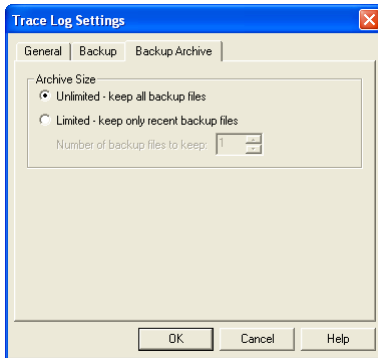 Trace Log Settings
General Backup Backup Archive
Archive Size
Unlimited - keep all backup files
Limited - keep only recent backup files
Number of backup files to keep: 1
OK Cancel Help